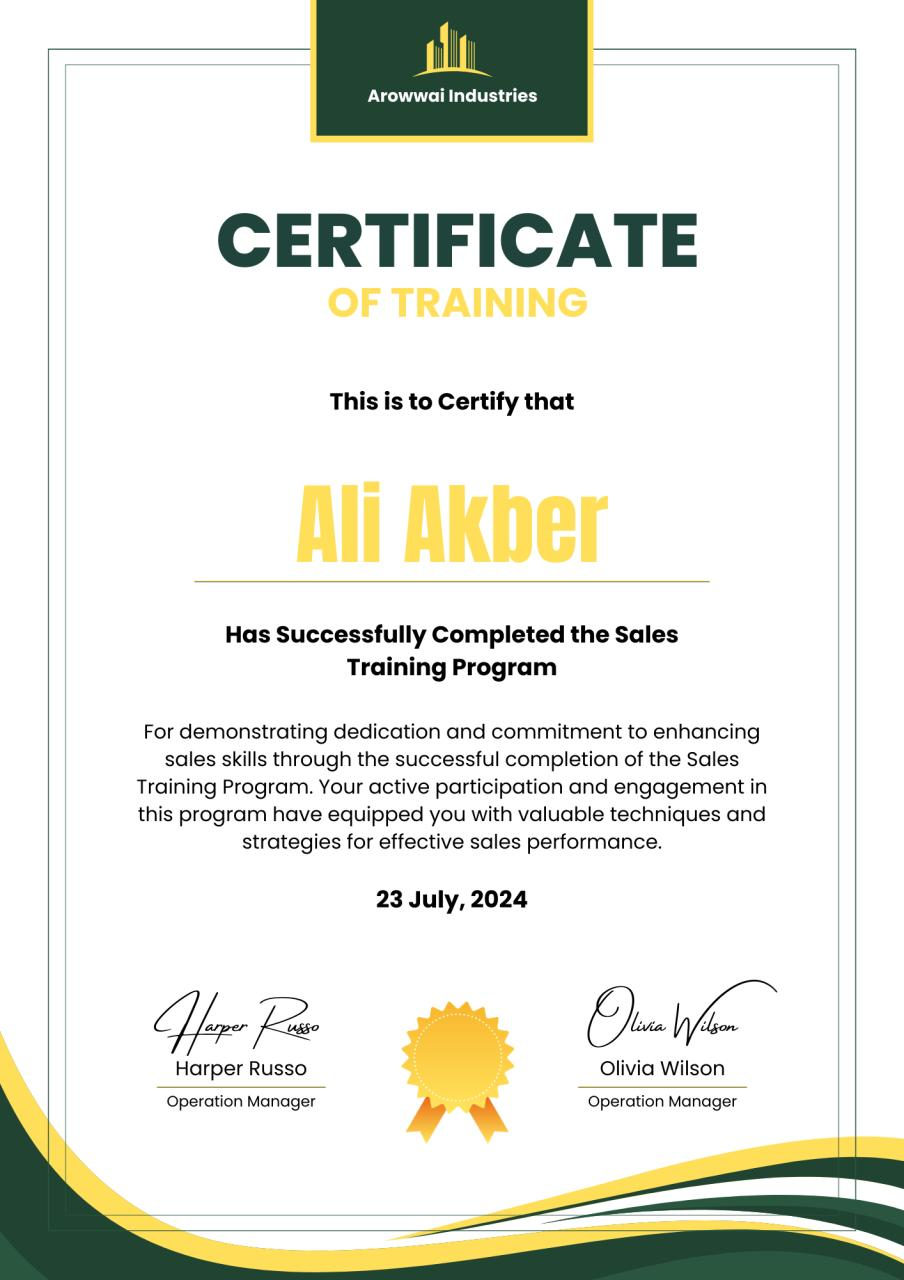 Arowwai Industries
CERTIFICATE
OF TRAINING
This is to Certify that
Ali Akber
Has Successfully Completed the Sales
Training Program
For demonstrating dedication and commitment to enhancing
sales skills through the successful completion of the Sales
Training Program. Your active participation and engagement in
this program have equipped you with valuable techniques and
strategies for effective sales performance.
23 July, 2024
Harper Russo
Harper Russo
Operation Manager
Olivia Wilson
Olivia Wilson
Operation Manager